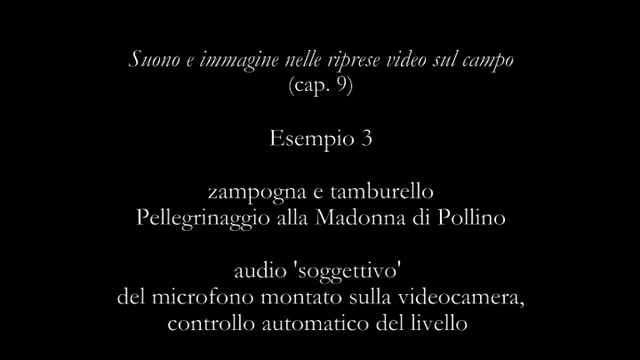 Suono e immagine nelle riprese video sul campo
(cap. 9)
Esempio 3
zampogna e tamburello
Pellegrinaggio alla Madonna di Pollino
audio 'soggettivo'
del microfono montato sulla videocamera,
controllo automatico del livello